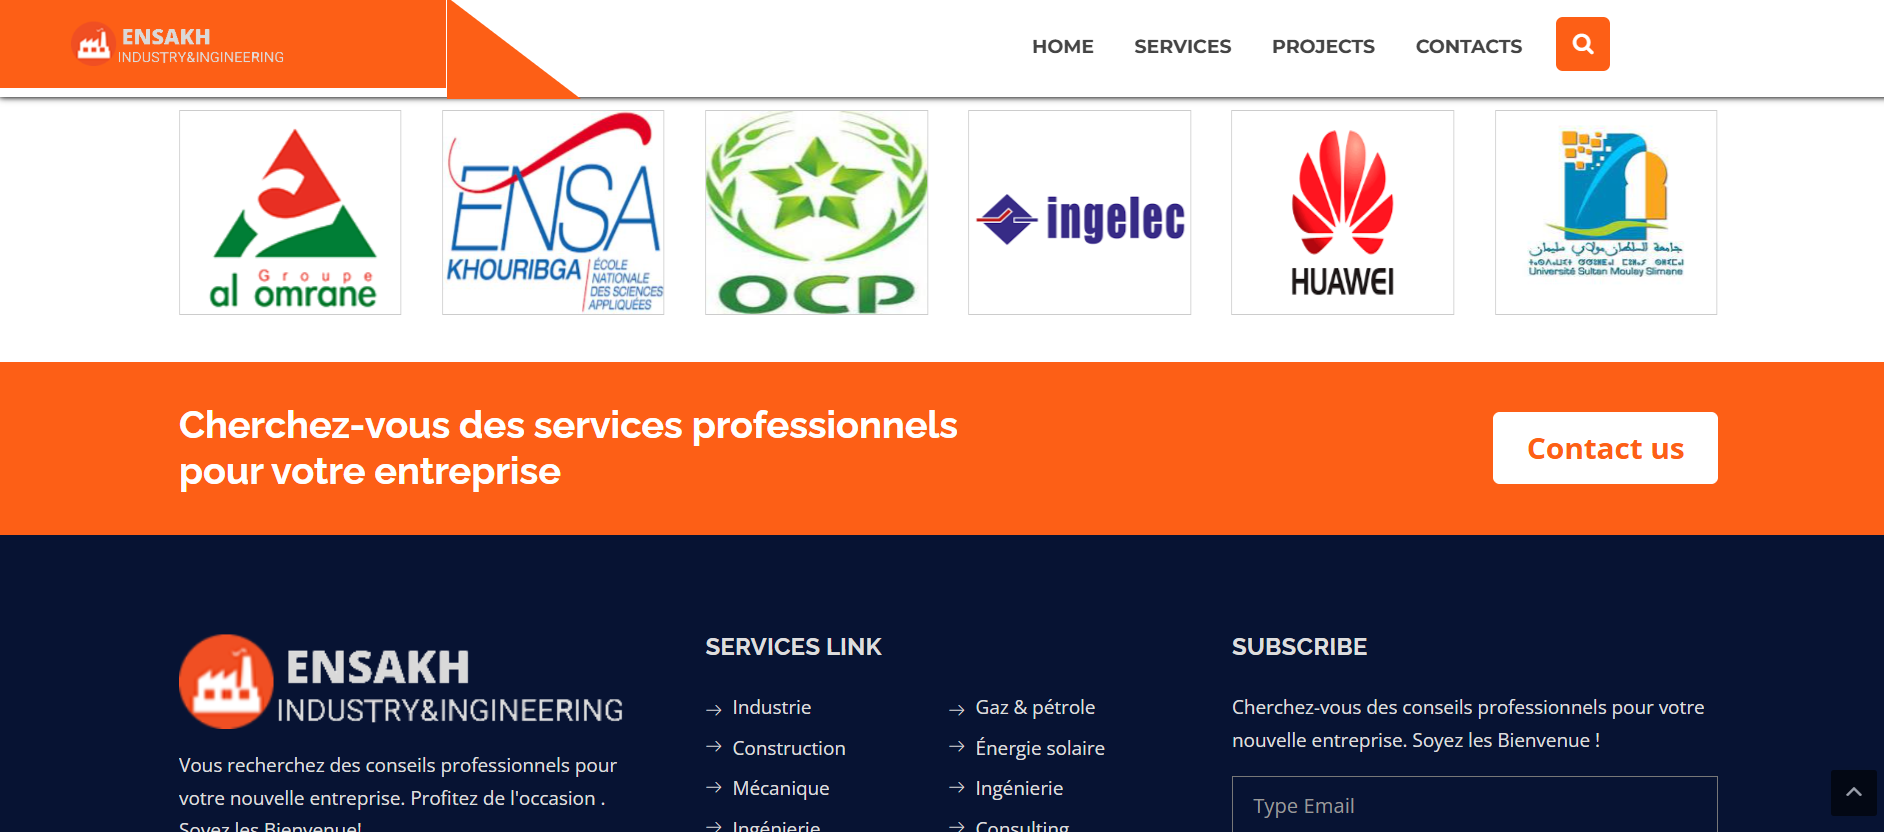 ENSAKH
INDUSTRY&INGINEERING
HOME SERVICES PROJECTS CONTACTS
Groupe
al omrane
ENSA
KHOURIBGA
ÉCOLE
NATIONALE
DES SCIENCES
APPLIQUÉES
OCP
ingelec
HUAWEI
جامعة السلطان مولاي سليمان
Université Sultan Moulay Slimane
Cherchez-vous des services professionnels
pour votre entreprise
Contact us
ENSAKH
INDUSTRY&INGINEERING
Vous recherchez des conseils professionnels pour
votre nouvelle entreprise. Profitez de l'occasion .
Soyez les Bienvenue!
SERVICES LINK
Industrie
Construction
Mécanique
Ingénierie
Gaz & pétrole
Énergie solaire
Ingénierie
Consulting
SUBSCRIBE
Cherchez-vous des conseils professionnels pour votre
nouvelle entreprise. Soyez les Bienvenue !
Type Email